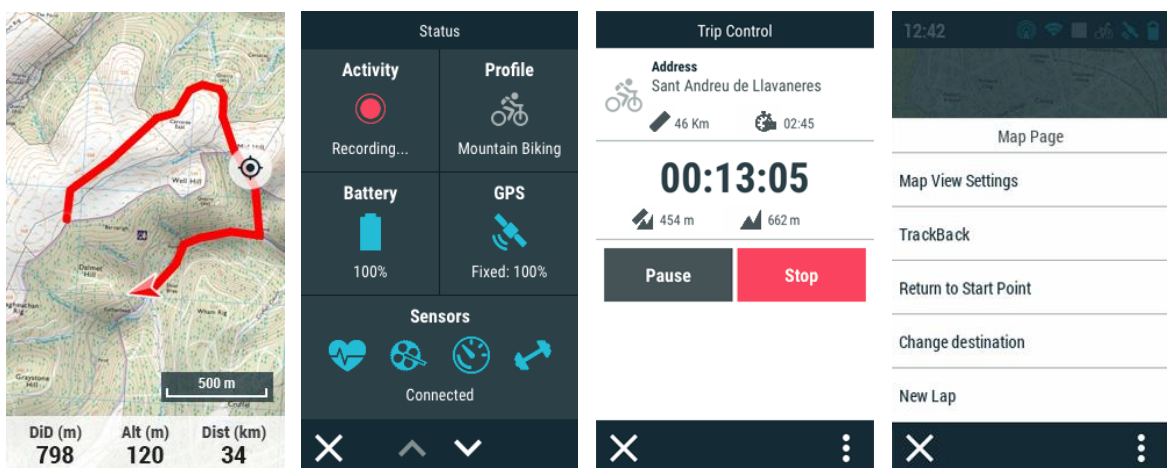 Well Hill
500 m
DiD (m) Alt (m) Dist (km)
798 120 34
Status
Activity Profile
Recording... Mountain Biking
Battery GPS
100% Fixed: 100%
Sensors
Connected
Trip Control
Address
Sant Andreu de Llavaneres
46 Km 02:45
00:13:05
454 m 662 m
Pause Stop
12:42
Map Page
Map View Settings
TrackBack
Return to Start Point
Change destination
New Lap